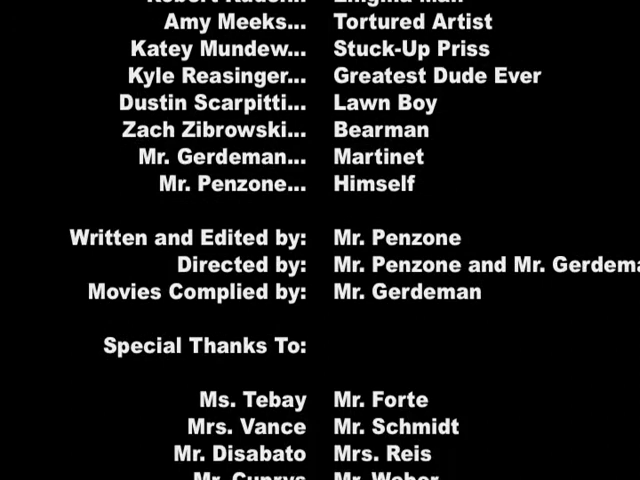 Amy Meeks... Tortured Artist
Katey Mundew... Stuck-Up Priss
Kyle Reasinger... Greatest Dude Ever
Dustin Scarpitti... Lawn Boy
Zach Zibrowski... Bearman
Mr. Gerdeman... Martinet
Mr. Penzone... Himself
Written and Edited by: Mr. Penzone
Directed by: Mr. Penzone and Mr. Gerdema
Movies Complied by: Mr. Gerdeman
Special Thanks To:
Ms. Tebay Mr. Forte
Mrs. Vance Mr. Schmidt
Mr. Disabato Mrs. Reis
Mr. Mr. Weber